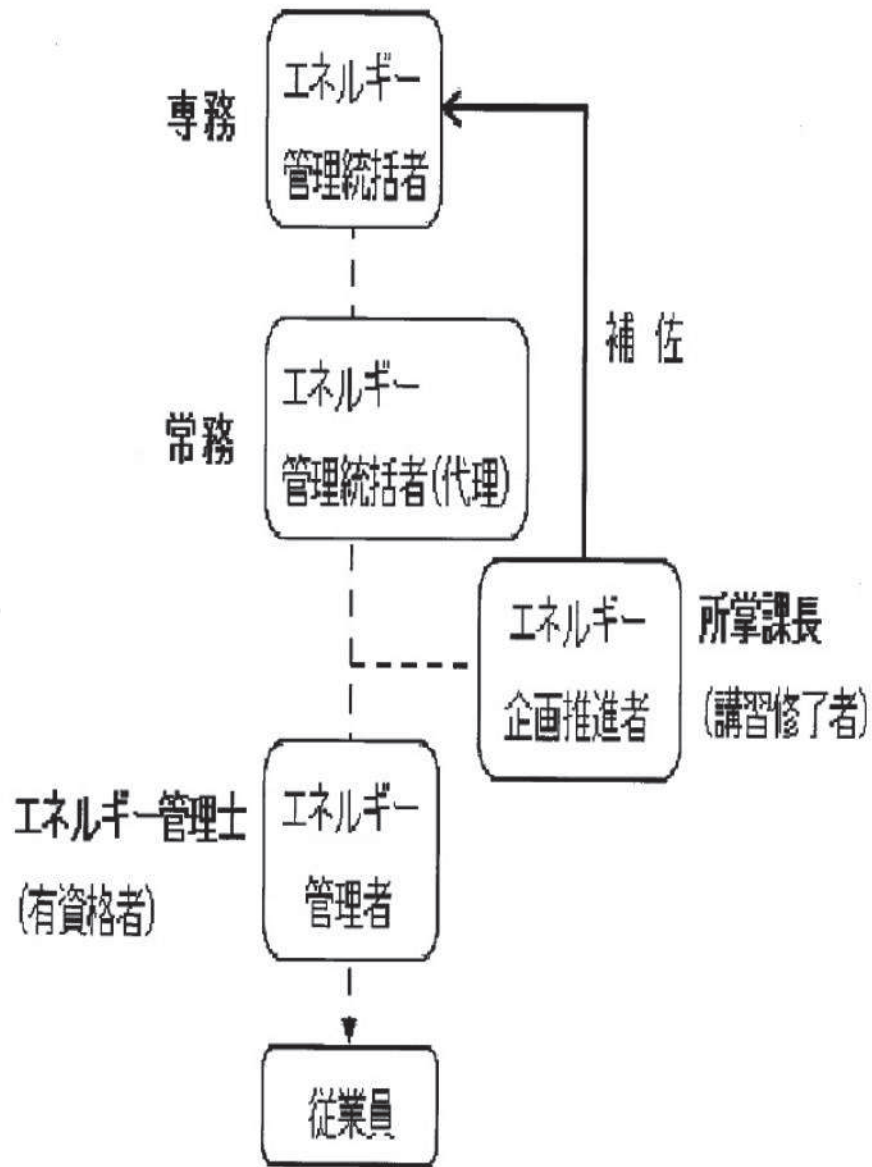 専務
エネルギー
管理統括者
補佐
常務
エネルギー
管理統括者(代理)
エネルギー
企画推進者
所掌課長
(講習修了者)
エネルギー管理士
(有資格者)
エネルギー
管理者
従業員